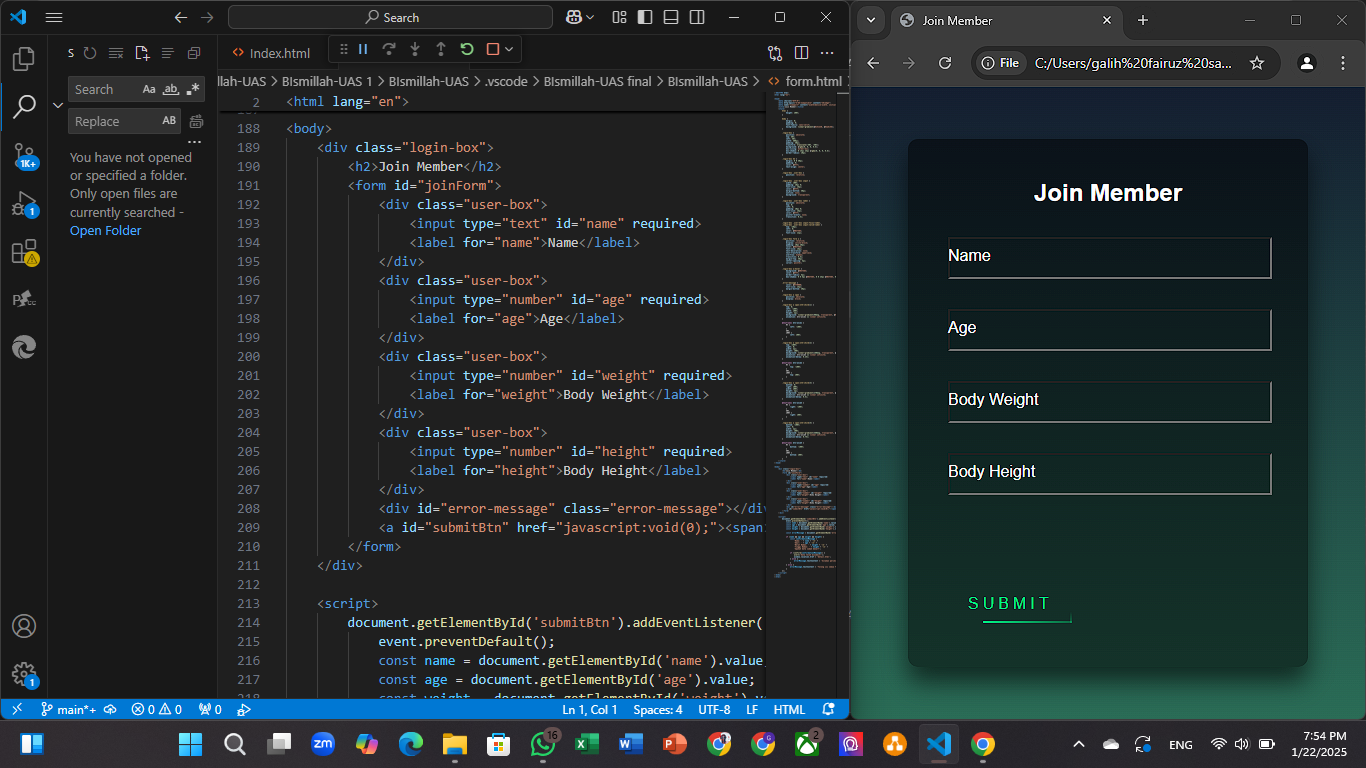 Search
S
Search
Aa
ab
.*
Replace
AB
...
You have not opened
or specified a folder.
Only open files are
currently searched -
Open Folder
1K+
1
1
Index.html
llah-UAS > BIsmillah-UAS 1 > BIsmillah-UAS > .vscode > BIsmillah-UAS final > BIsmillah-UAS > form.html
2 <html lang="en">
188 <body>
189 <div class="login-box">
190 <h2>Join Member</h2>
191 <form id="joinForm">
192 <div class="user-box">
193 <input type="text" id="name" required>
194 <label for="name">Name</label>
195 </div>
196 <div class="user-box">
197 <input type="number" id="age" required>
198 <label for="age">Age</label>
199 </div>
200 <div class="user-box">
201 <input type="number" id="weight" required>
202 <label for="weight">Body Weight</label>
203 </div>
204 <div class="user-box">
205 <input type="number" id="height" required>
206 <label for="height">Body Height</label>
207 </div>
208 <div id="error-message" class="error-message"></div
209 <a id="submitBtn" href="javascript:void(0);"><span
210 </form>
211 </div>
212
213 <script>
214 document.getElementById('submitBtn').addEventListener(
215 event.preventDefault();
216 const name = document.getElementById('name').value
217 const age = document.getElementById('age').value;
main*+
0 0
0
Ln 1, Col 1
Spaces: 4
UTF-8
LF
HTML
Join Member
File
C:/Users/galih%20fairuz%20sa...
Join Member
Name
Age
Body Weight
Body Height
SUBMIT
zm
16
2
ENG
7:54 PM
1/22/2025